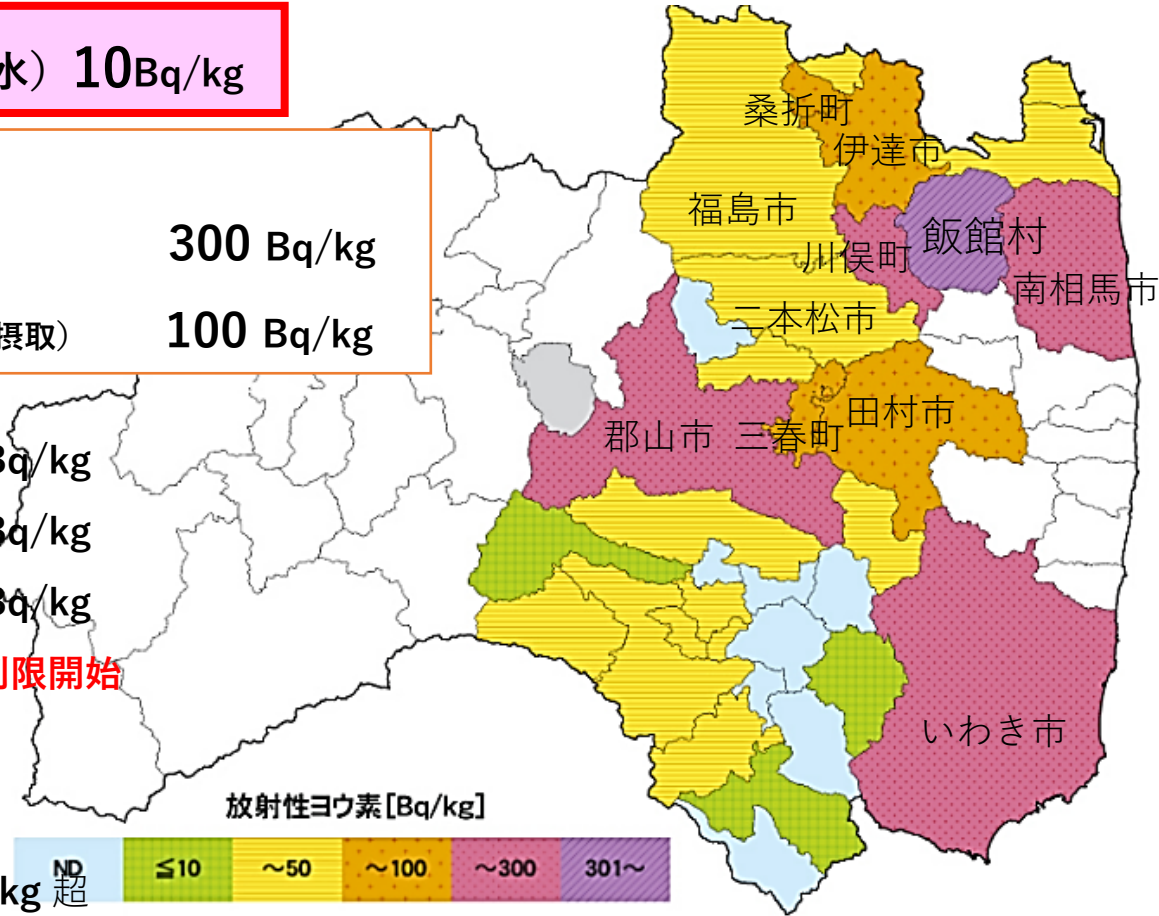 水）10Bq/kg
300 Bq/kg
摂取） 100 Bq/kg
Bq/kg
Bq/kg
Bq/kg
制限開始
kg 超
桑折町
伊達市
福島市
飯館村
川俣町
南相馬市
二本松市
田村市
郡山市 三春町
いわき市
放射性ヨウ素[Bq/kg]
ND ≦10 ～50 ～100 ～300 301～